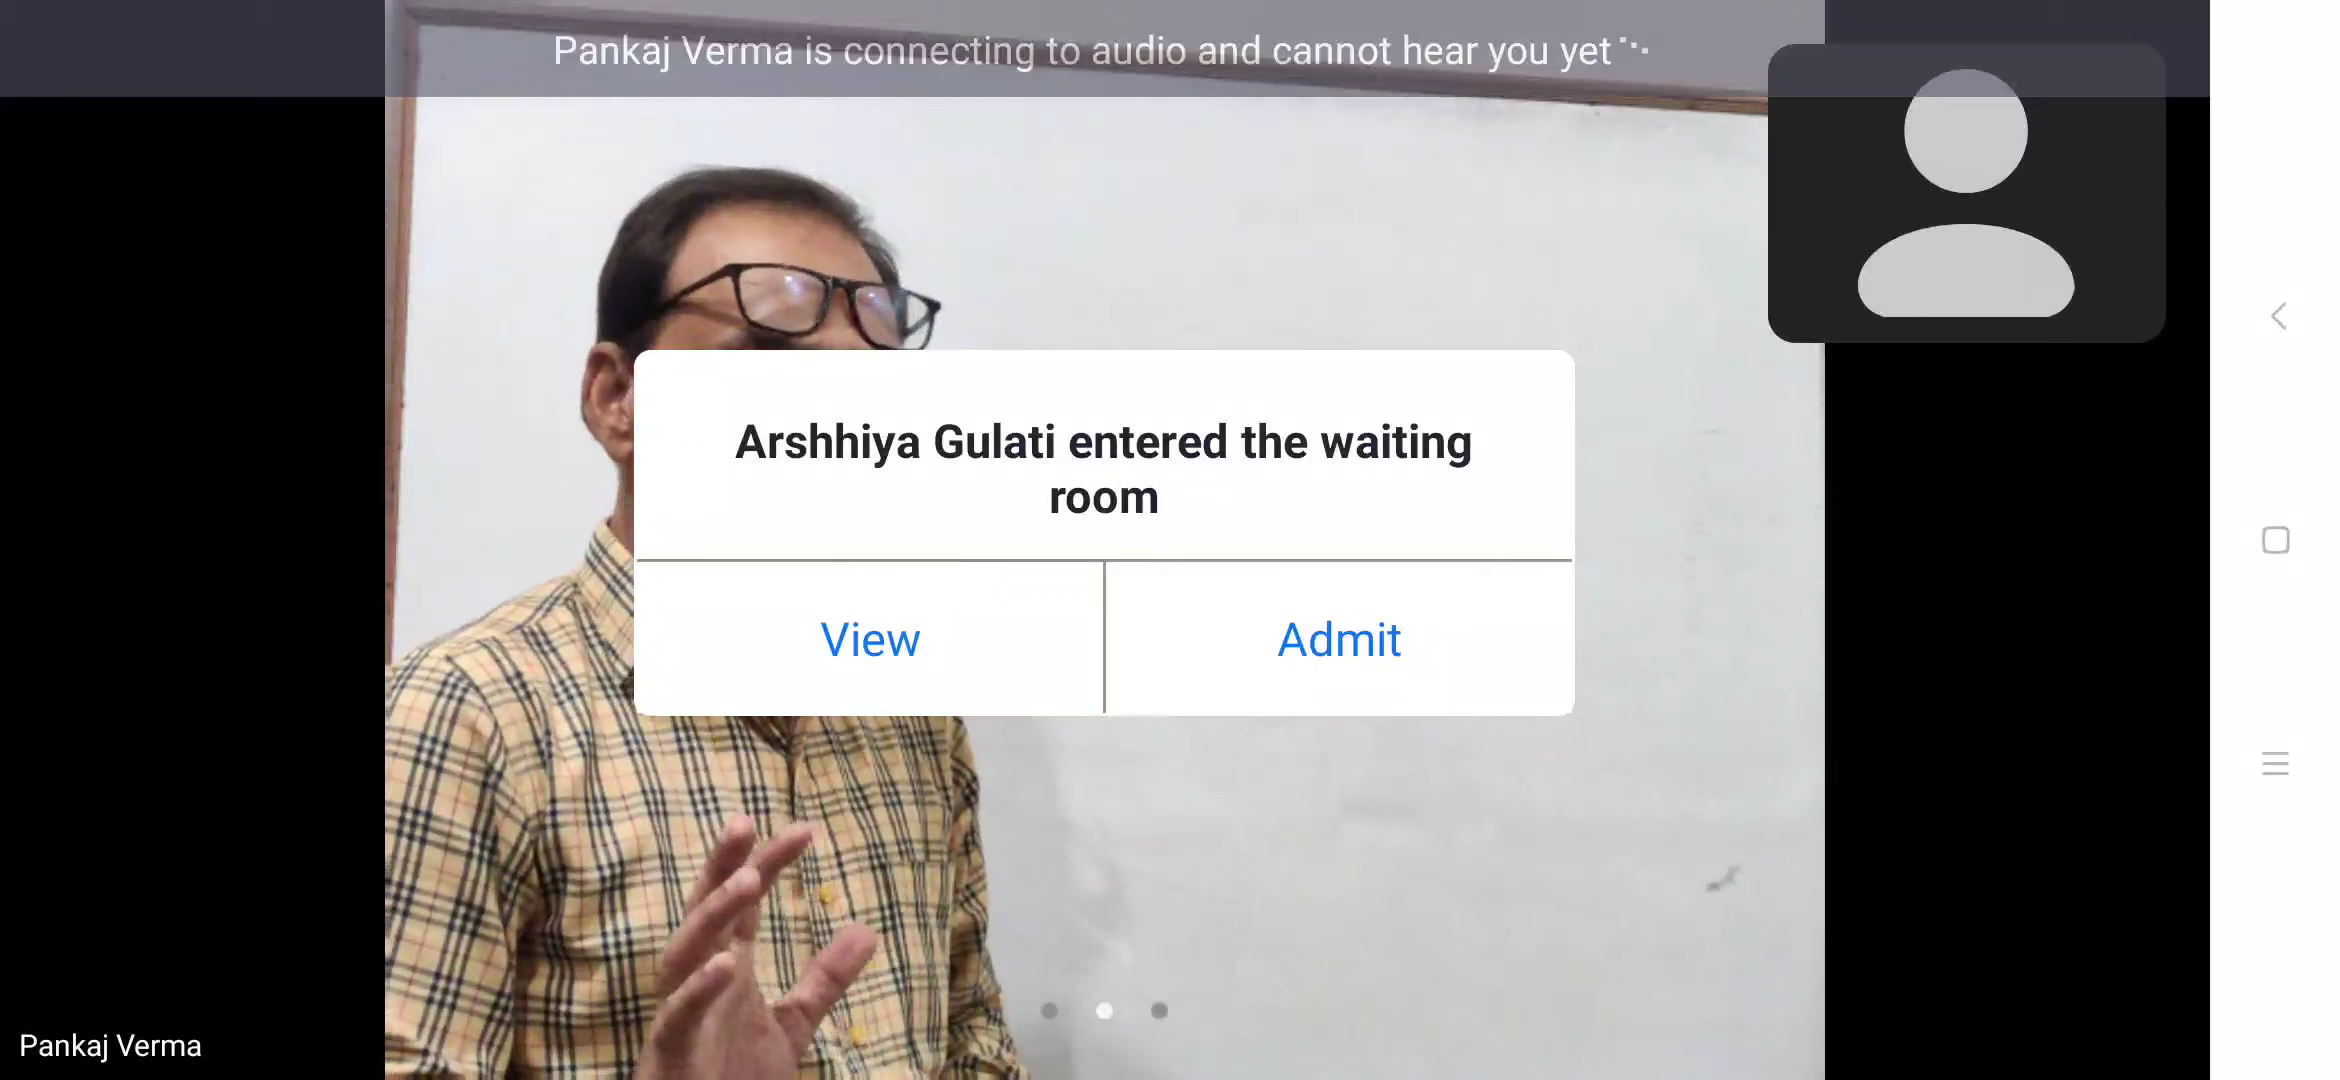 Pankaj Verma is connecting to audio and cannot hear you yet
Arshhiya Gulati entered the waiting
room
View
Admit
Pankaj Verma